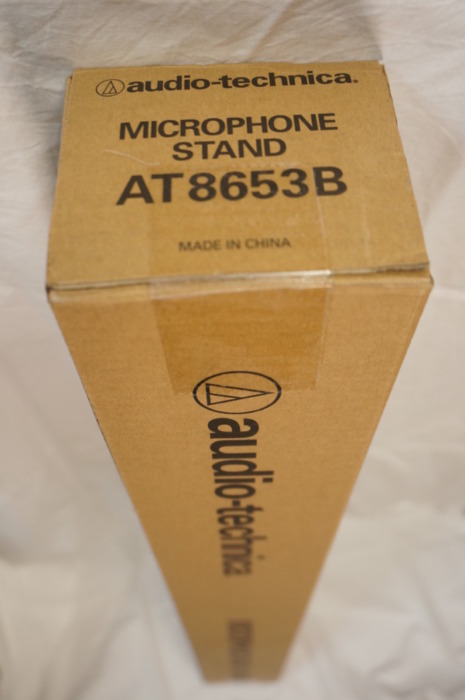 audio-technica.
MICROPHONE
STAND
AT8653B
MADE IN CHINA
audio-technica